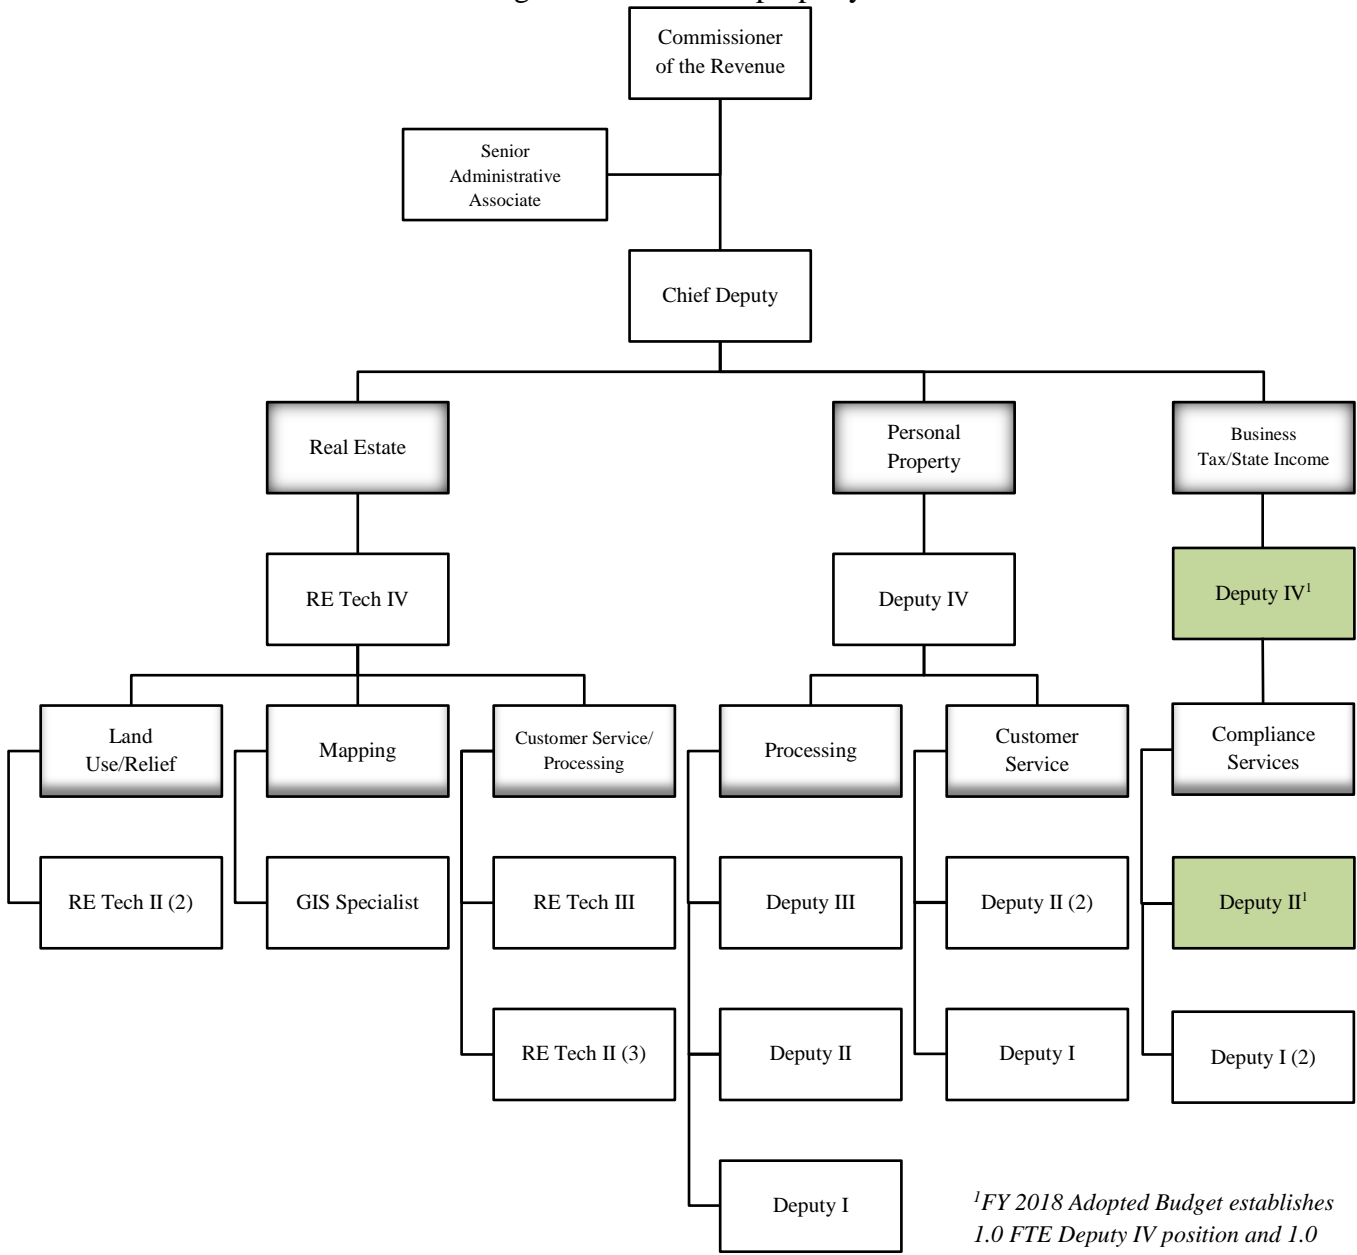 Commissioner
of the Revenue
Senior
Administrative
Associate
Chief Deputy
Real Estate
Personal
Property
Business
Tax/State Income
RE Tech IV
Deputy IV
Deputy IV¹
Land
Use/Relief
Mapping
Customer Service/
Processing
Processing
Customer
Service
Compliance
Services
RE Tech II (2)
GIS Specialist
RE Tech III
Deputy III
Deputy II (2)
Deputy II¹
RE Tech II (3)
Deputy II
Deputy I
Deputy I (2)
Deputy I
¹FY 2018 Adopted Budget establishes
1.0 FTE Deputy IV position and 1.0